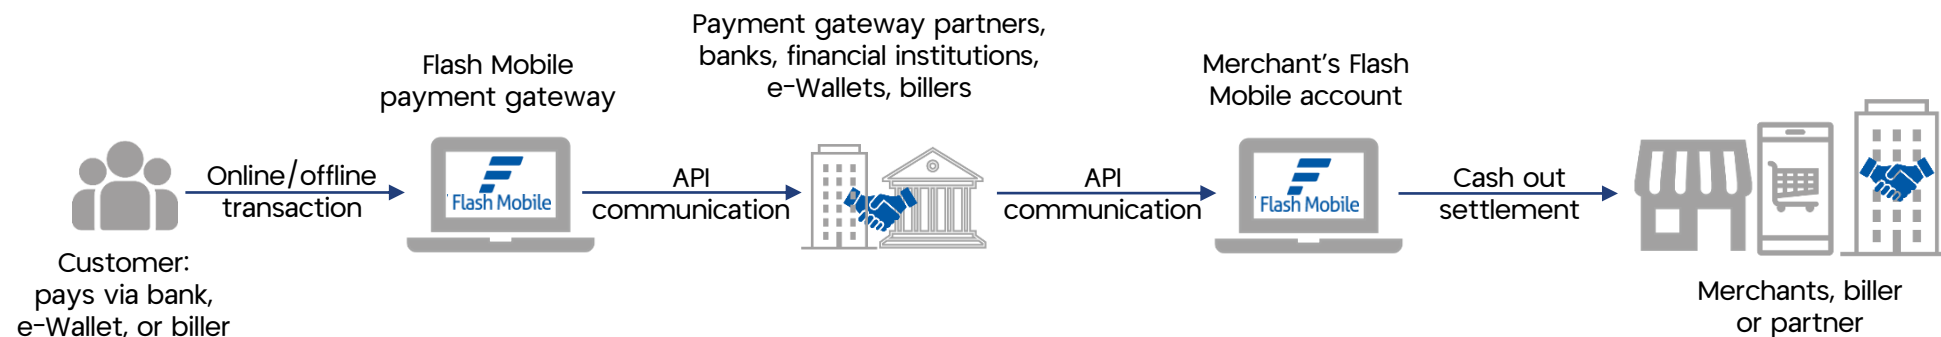 Customer:
pays via bank,
e-Wallet, or biller
Online/offline
transaction
Flash Mobile
payment gateway
Flash Mobile
API
communication
Payment gateway partners,
banks, financial institutions,
e-Wallets, billers
API
communication
Merchant's Flash
Mobile account
Flash Mobile
Cash out
settlement
Merchants, biller
or partner